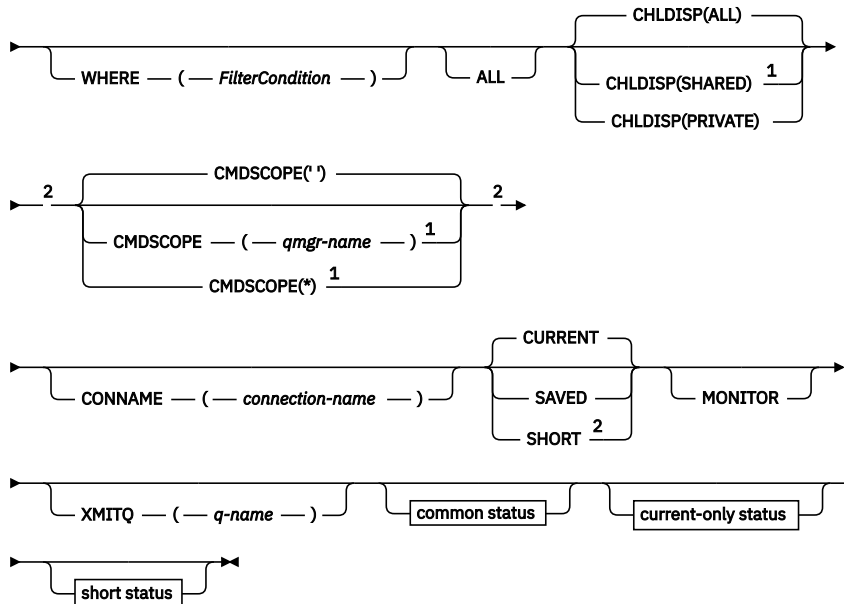 CHLDISP(ALL)
WHERE ( FilterCondition ) ALL CHLDISP(SHARED) 1
CHLDISP(PRIVATE)
2 CMDSCOPE(' ') 2
CMDSCOPE ( qmgr-name ) 1
CMDSCOPE(*) 1
CURRENT
CONNAME ( connection-name ) SAVED MONITOR
SHORT 2
XMITQ ( q-name ) common status current-only status
short status